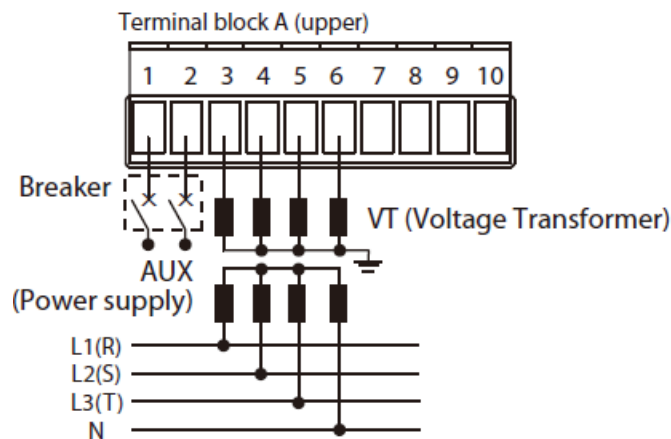 Terminal block A (upper)
1 2 3 4 5 6 7 8 9 10
Breaker
VT (Voltage Transformer)
AUX
(Power supply)
L1(R)
L2(S)
L3(T)
N